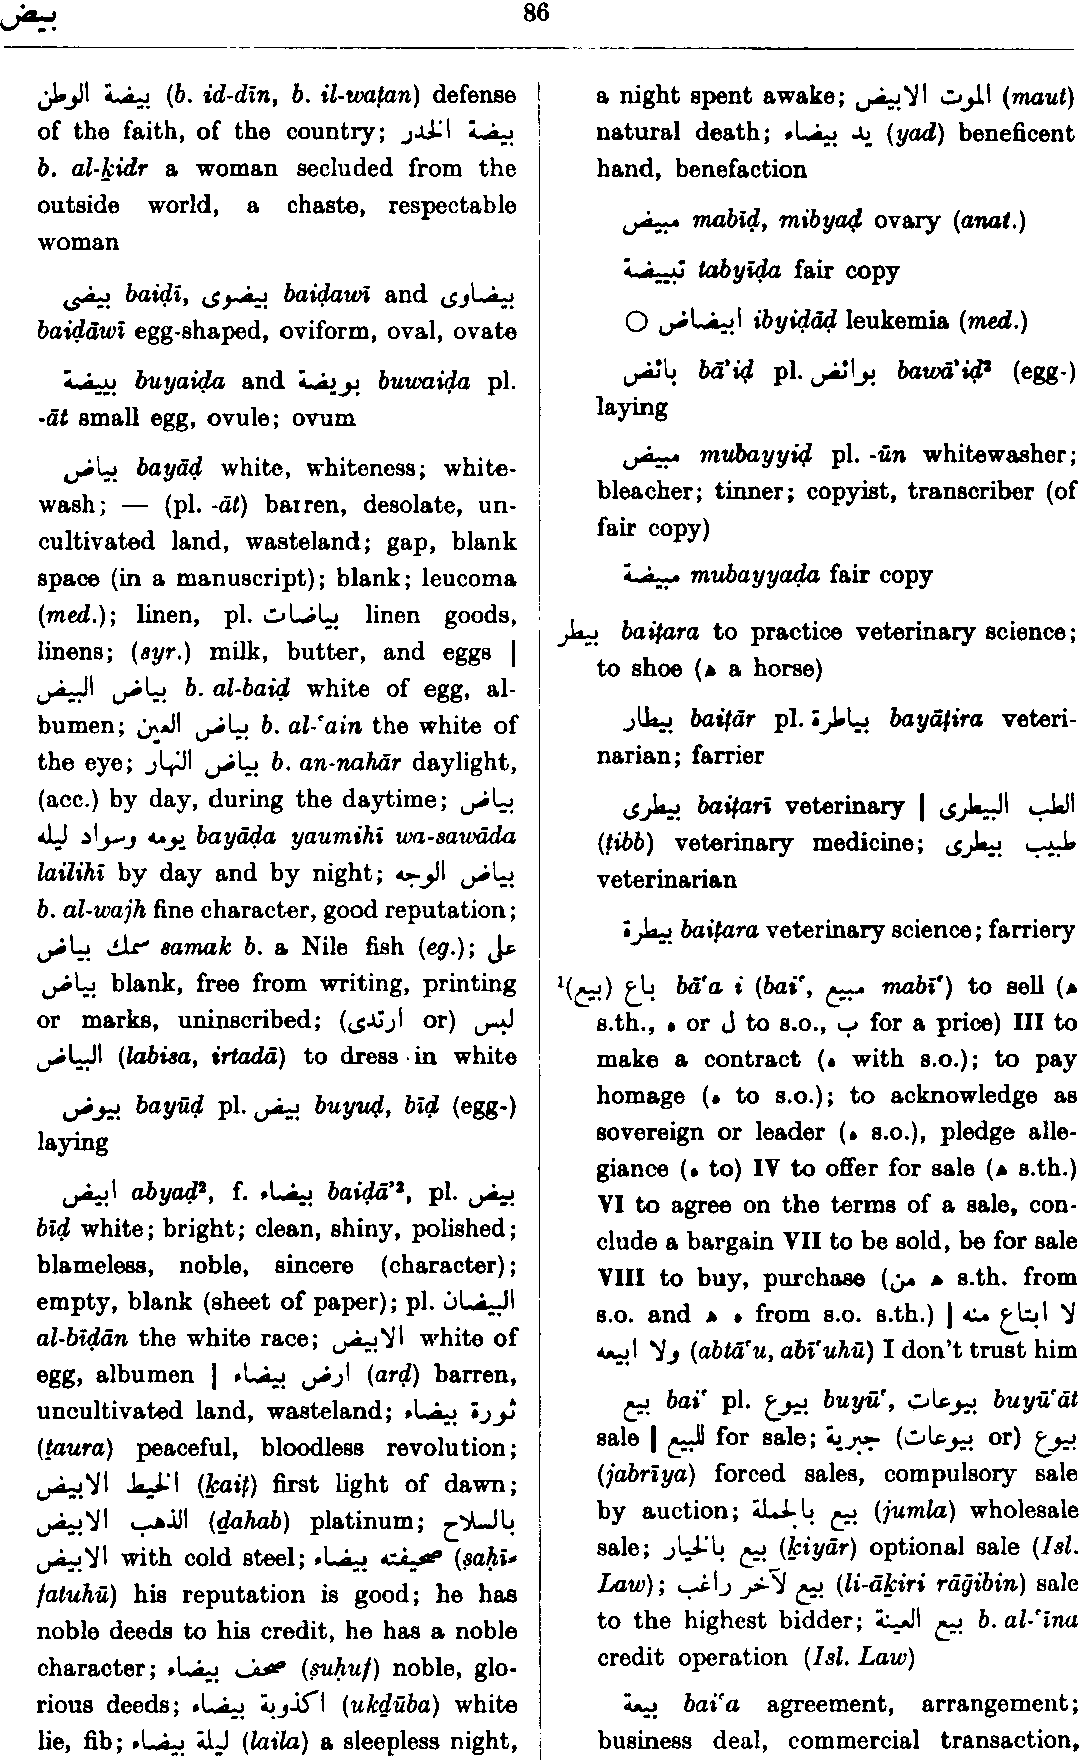 بيض
86
بيضة الوطن (b. id-dīn, b. il-waṭan) defense
of the faith, of the country; بيضة الخدر
b. al-ḵidr a woman secluded from the
outside world, a chaste, respectable
woman
بيضى baiḍī, بيضوى baiḍawī and بيضاوى
baiḍāwī egg-shaped, oviform, oval, ovate
بييضة buyaiḍa and بويضة buwaiḍa pl.
-āt small egg, ovule; ovum
بياض bayāḍ white, whiteness; white-
wash; — (pl. -āt) barren, desolate, un-
cultivated land, wasteland; gap, blank
space (in a manuscript); blank; leucoma
(med.); linen, pl. بياضات linen goods,
linens; (syr.) milk, butter, and eggs |
بياض البيض b. al-baiḍ white of egg, al-
bumen; بياض العين b. al-ʿain the white of
the eye; بياض النهار b. an-nahār daylight,
(acc.) by day, during the daytime; بياض
يومه وسواد ليله bayāḍa yaumihī wa-sawāda
lailihī by day and by night; بياض الوجه
b. al-wajh fine character, good reputation;
سمك بياض samak b. a Nile fish (eg.); على
بياض blank, free from writing, printing
or marks, uninscribed; لبس (or ارتدى)
البياض (labisa, irtadā) to dress in white
بيوض bayūḍ pl. بيض buyuḍ, bīḍ (egg-)
laying
ابيض abyaḍ², f. بيضاء baiḍā’², pl. بيض
bīḍ white; bright; clean, shiny, polished;
blameless, noble, sincere (character);
empty, blank (sheet of paper); pl. البيضان
al-bīḍān the white race; الابيض white of
egg, albumen | ارض بيضاء (arḍ) barren,
uncultivated land, wasteland; ثورة بيضاء
(ṯaura) peaceful, bloodless revolution;
الخيط الابيض (ḵaiṭ) first light of dawn;
الذهب الابيض (ḏahab) platinum; بالسلاح
الابيض with cold steel; صحيفته بيضاء (ṣaḥī-
fatuhū) his reputation is good; he has
noble deeds to his credit, he has a noble
character; صحف بيضاء (ṣuḥuf) noble, glo-
rious deeds; اكذوبة بيضاء (ukḏūba) white
lie, fib; ليلة بيضاء (laila) a sleepless night,
a night spent awake; الموت الابيض (maut)
natural death; يد بيضاء (yad) beneficent
hand, benefaction
مبيض mabīḍ, mibyaḍ ovary (anat.)
تبييضة tabyīḍa fair copy
○ ابيضاض ibyiḍāḍ leukemia (med.)
بائض bā’iḍ pl. بوائض bawā’iḍ² (egg-)
laying
مبيض mubayyiḍ pl. -ūn whitewasher;
bleacher; tinner; copyist, transcriber (of
fair copy)
مبيضة mubayyaḍa fair copy
بيطر baiṭara to practice veterinary science;
to shoe (ه a horse)
بيطار baiṭār pl. بياطرة bayāṭira veteri-
narian; farrier
بيطرى baiṭarī veterinary | الطب البيطرى
(ṭibb) veterinary medicine; طبيب بيطرى
veterinarian
بيطرة baiṭara veterinary science; farriery
¹(بيع) باع bāʿa i (baiʿ, مبيع mabīʿ) to sell (ه
s.th., ه or ل to s.o., ب for a price) III to
make a contract (ه with s.o.); to pay
homage (ه to s.o.); to acknowledge as
sovereign or leader (ه s.o.), pledge alle-
giance (ه to) IV to offer for sale (ه s.th.)
VI to agree on the terms of a sale, con-
clude a bargain VII to be sold, be for sale
VIII to buy, purchase (ه من s.th. from
s.o. and ه ه from s.o. s.th.) | لا ابتاع منه
ولا ابيعه (abtāʿu, abīʿuhū) I don’t trust him
بيع baiʿ pl. بيوع buyūʿ, بيوعات buyūʿāt
sale | للبيع for sale; بيوع (or بيوعات) جبرية
(jabrīya) forced sales, compulsory sale
by auction; بيع بالجملة (jumla) wholesale
sale; بيع بالخيار (ḵiyār) optional sale (Isl.
Law); بيع لآخر راغب (li-āḵiri rāḡibin) sale
to the highest bidder; بيع العينة b. al-ʿīna
credit operation (Isl. Law)
بيعة baiʿa agreement, arrangement;
business deal, commercial transaction,